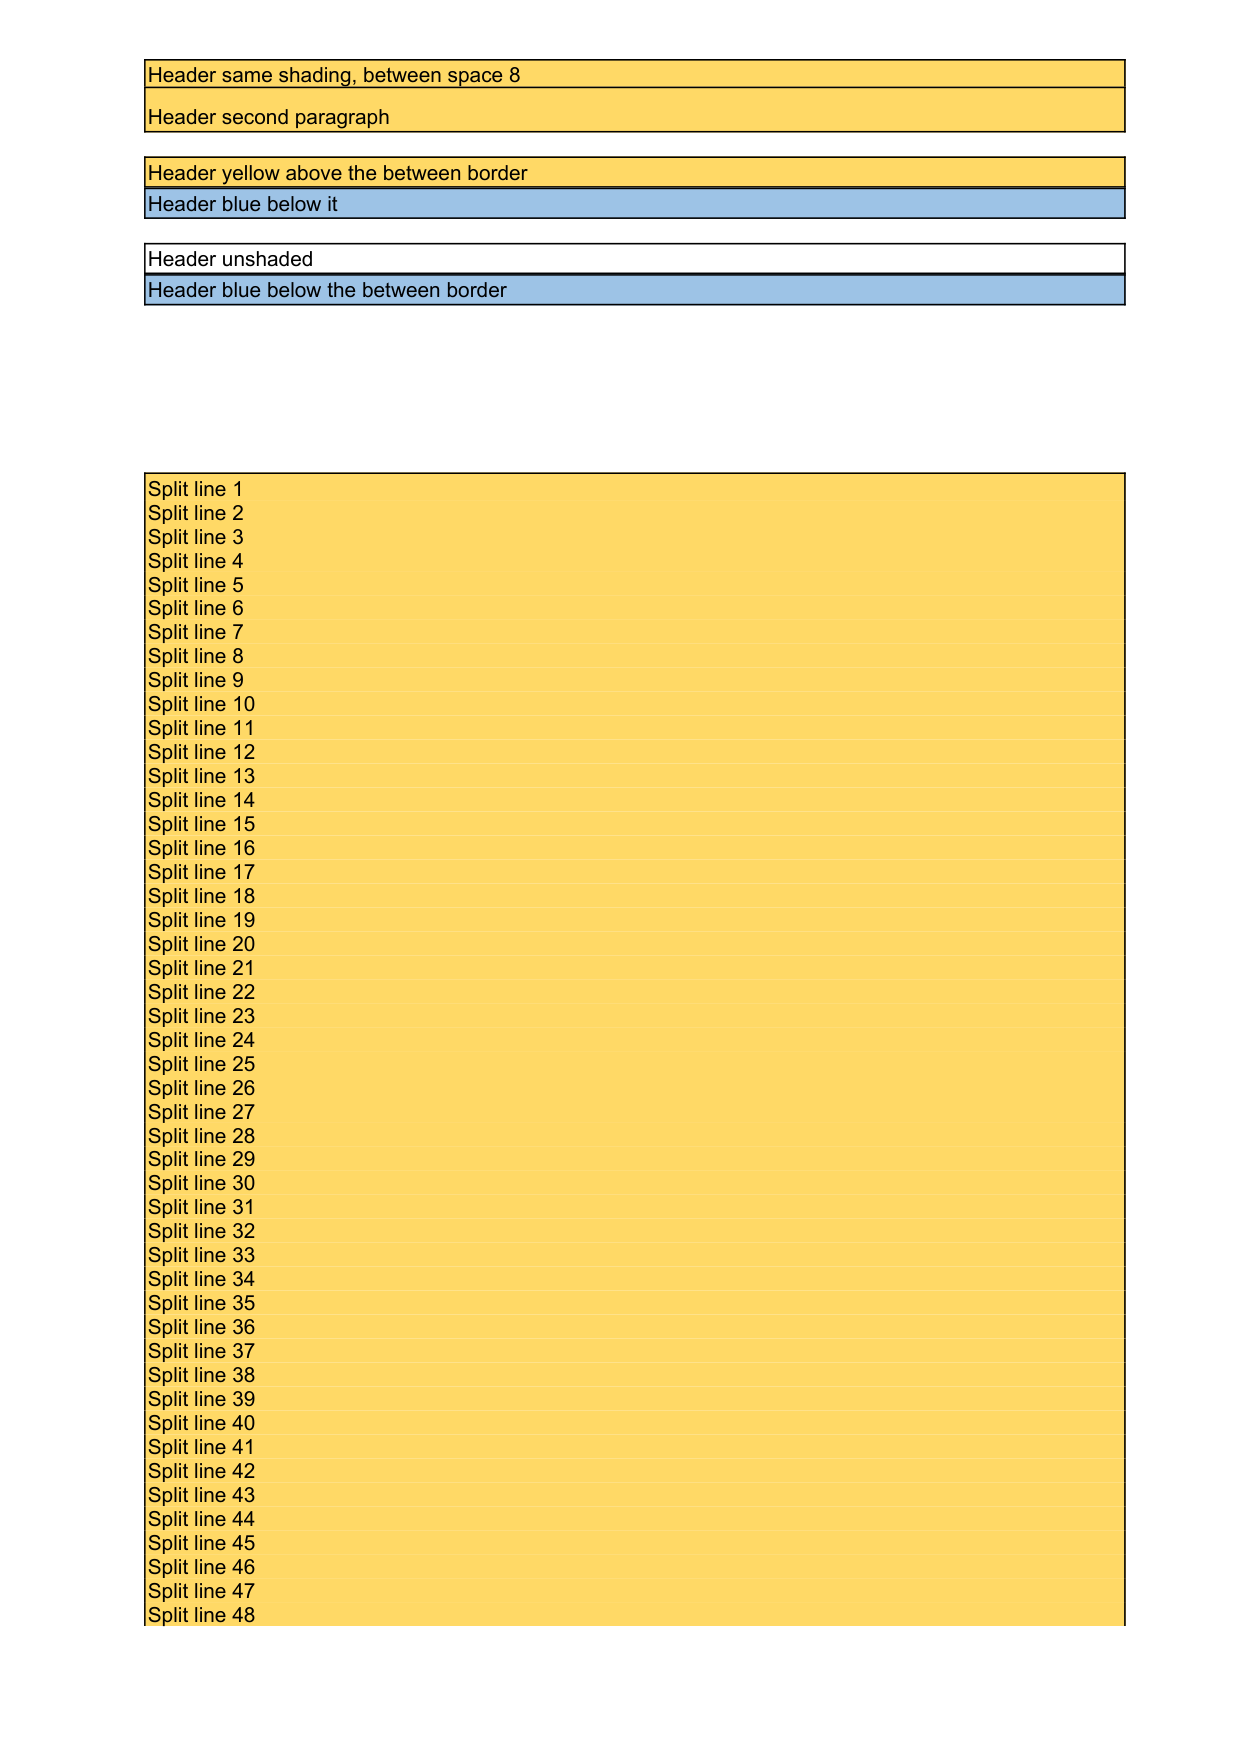 Header same shading, between space 8
Header second paragraph
Header yellow above the between border
Header blue below it
Header unshaded
Header blue below the between border
Split line 1
Split line 2
Split line 3
Split line 4
Split line 5
Split line 6
Split line 7
Split line 8
Split line 9
Split line 10
Split line 11
Split line 12
Split line 13
Split line 14
Split line 15
Split line 16
Split line 17
Split line 18
Split line 19
Split line 20
Split line 21
Split line 22
Split line 23
Split line 24
Split line 25
Split line 26
Split line 27
Split line 28
Split line 29
Split line 30
Split line 31
Split line 32
Split line 33
Split line 34
Split line 35
Split line 36
Split line 37
Split line 38
Split line 39
Split line 40
Split line 41
Split line 42
Split line 43
Split line 44
Split line 45
Split line 46
Split line 47
Split line 48